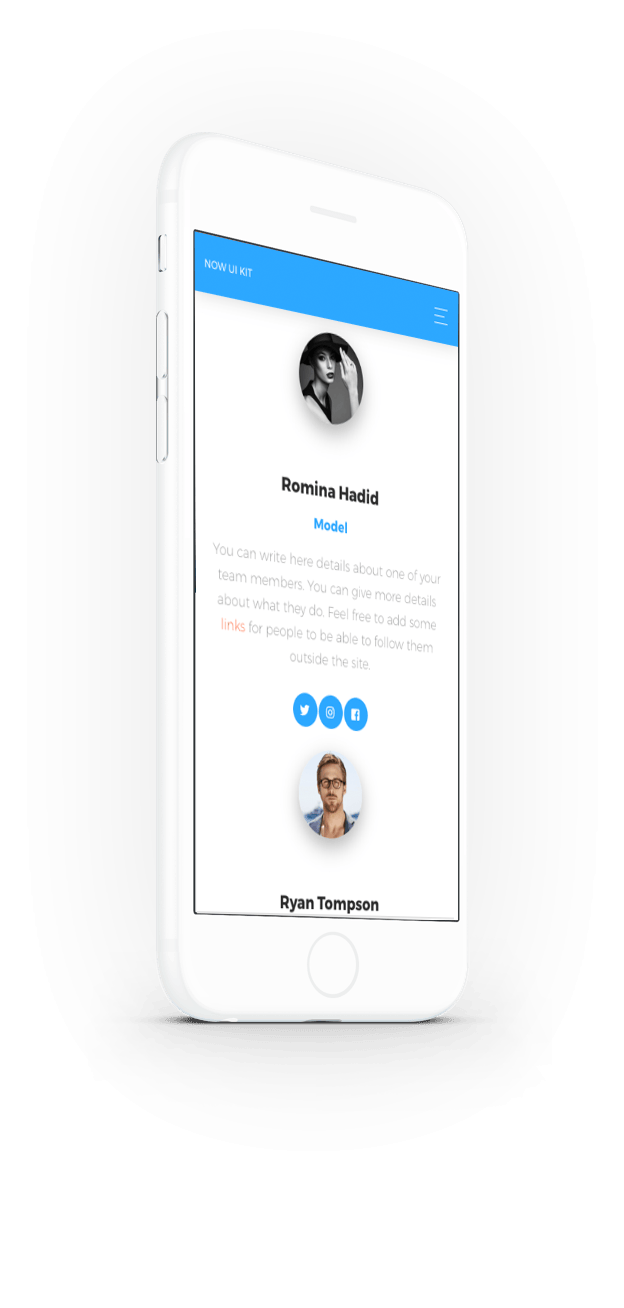 NOW UI KIT
Romina Hadid
Model
You can write here details about one of your
team members. You can give more details
about what they do. Feel free to add some
links for people to be able to follow them
outside the site.
Ryan Tompson